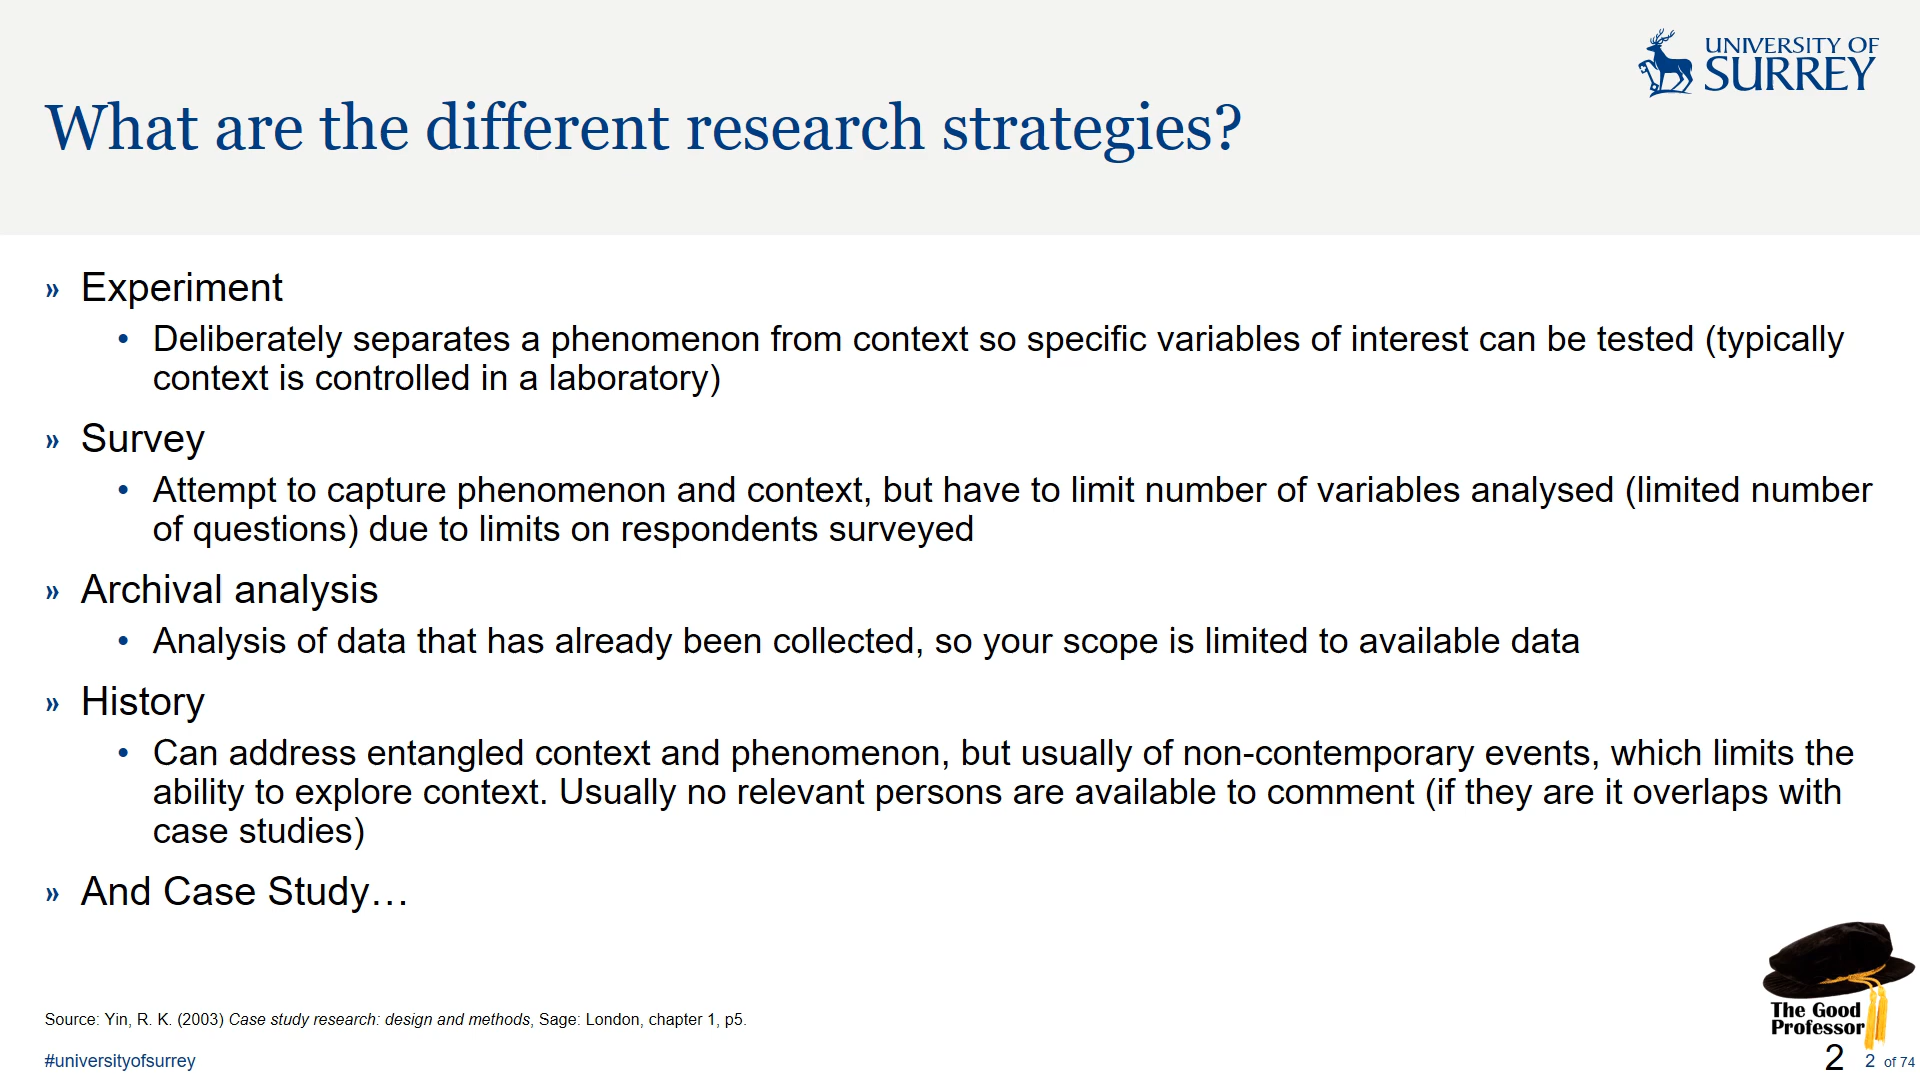 UNIVERSITY OF
SURREY
What are the different research strategies?
» Experiment
• Deliberately separates a phenomenon from context so specific variables of interest can be tested (typically
context is controlled in a laboratory)
» Survey
• Attempt to capture phenomenon and context, but have to limit number of variables analysed (limited number
of questions) due to limits on respondents surveyed
» Archival analysis
• Analysis of data that has already been collected, so your scope is limited to available data
» History
• Can address entangled context and phenomenon, but usually of non-contemporary events, which limits the
ability to explore context. Usually no relevant persons are available to comment (if they are it overlaps with
case studies)
» And Case Study…
Source: Yin, R. K. (2003) Case study research: design and methods, Sage: London, chapter 1, p5.
The Good
Professor
#universityofsurrey
2 2 of 74